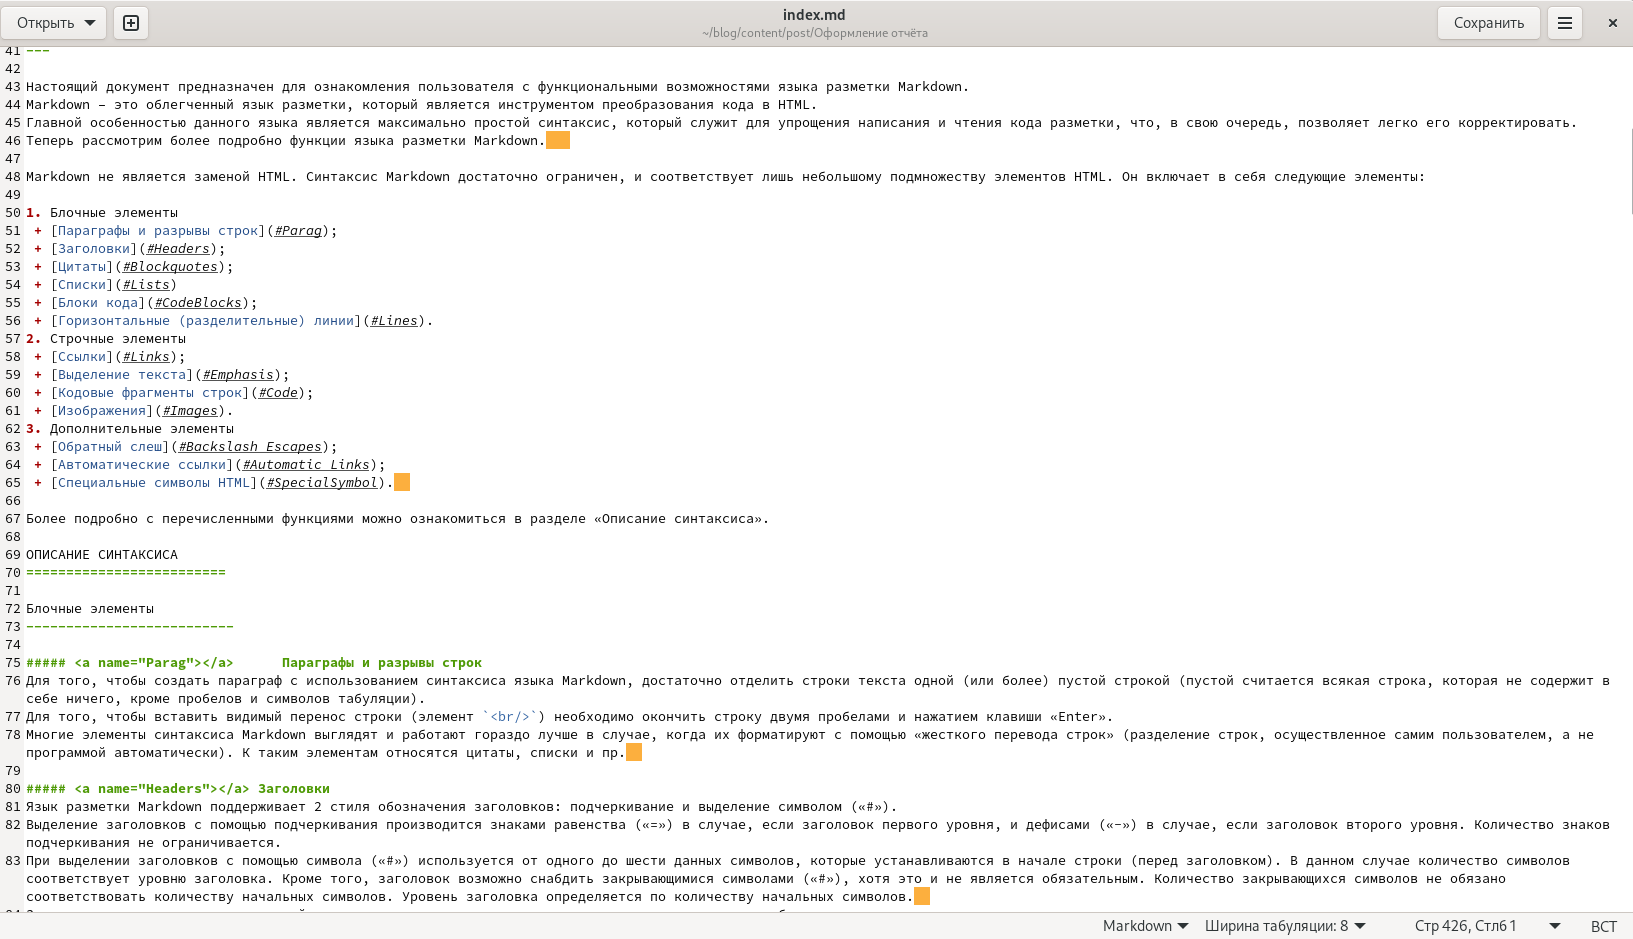 Открыть
index.md
~/blog/content/post/Оформление отчёта
Сохранить
41 ---
42
43 Настоящий документ предназначен для ознакомления пользователя с функциональными возможностями языка разметки Markdown.
44 Markdown – это облегченный язык разметки, который является инструментом преобразования кода в HTML.
45 Главной особенностью данного языка является максимально простой синтаксис, который служит для упрощения написания и чтения кода разметки, что, в свою очередь, позволяет легко его корректировать.
46 Теперь рассмотрим более подробно функции языка разметки Markdown.
47
48 Markdown не является заменой HTML. Синтаксис Markdown достаточно ограничен, и соответствует лишь небольшому подмножеству элементов HTML. Он включает в себя следующие элементы:
49
50 1. Блочные элементы
51 + [Параграфы и разрывы строк](#Parag);
52 + [Заголовки](#Headers);
53 + [Цитаты](#Blockquotes);
54 + [Списки](#Lists)
55 + [Блоки кода](#CodeBlocks);
56 + [Горизонтальные (разделительные) линии](#Lines).
57 2. Строчные элементы
58 + [Ссылки](#Links);
59 + [Выделение текста](#Emphasis);
60 + [Кодовые фрагменты строк](#Code);
61 + [Изображения](#Images).
62 3. Дополнительные элементы
63 + [Обратный слеш](#Backslash Escapes);
64 + [Автоматические ссылки](#Automatic Links);
65 + [Специальные символы HTML](#SpecialSymbol).
66
67 Более подробно с перечисленными функциями можно ознакомиться в разделе «Описание синтаксиса».
68
69 ОПИСАНИЕ СИНТАКСИСА
70 =========================
71
72 Блочные элементы
73 --------------------------
74
75 ##### <a name="Parag"></a>      Параграфы и разрывы строк
76 Для того, чтобы создать параграф с использованием синтаксиса языка Markdown, достаточно отделить строки текста одной (или более) пустой строкой (пустой считается всякая строка, которая не содержит в
себе ничего, кроме пробелов и символов табуляции).
77 Для того, чтобы вставить видимый перенос строки (элемент `<br/>`) необходимо окончить строку двумя пробелами и нажатием клавиши «Enter».
78 Многие элементы синтаксиса Markdown выглядят и работают гораздо лучше в случае, когда их форматируют с помощью «жесткого перевода строк» (разделение строк, осуществленное самим пользователем, а не
программой автоматически). К таким элементам относятся цитаты, списки и пр.
79
80 ##### <a name="Headers"></a> Заголовки
81 Язык разметки Markdown поддерживает 2 стиля обозначения заголовков: подчеркивание и выделение символом («#»).
82 Выделение заголовков с помощью подчеркивания производится знаками равенства («=») в случае, если заголовок первого уровня, и дефисами («-») в случае, если заголовок второго уровня. Количество знаков
подчеркивания не ограничивается.
83 При выделении заголовков с помощью символа («#») используется от одного до шести данных символов, которые устанавливаются в начале строки (перед заголовком). В данном случае количество символов
соответствует уровню заголовка. Кроме того, заголовок возможно снабдить закрывающимися символами («#»), хотя это и не является обязательным. Количество закрывающихся символов не обязано
соответствовать количеству начальных символов. Уровень заголовка определяется по количеству начальных символов.
Markdown
Ширина табуляции: 8
Стр 426, Стлб 1
ВСТ